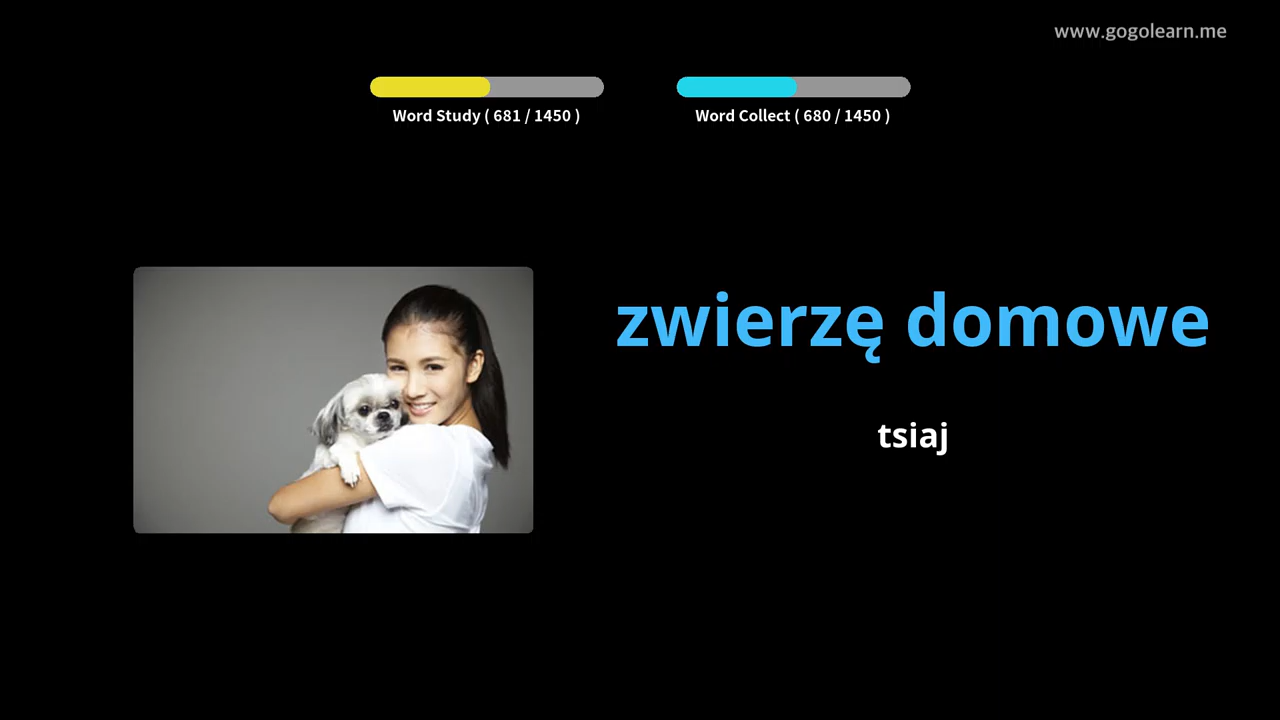 www.gogolearn.me
Word Study ( 681 / 1450 )
Word Collect ( 680 / 1450 )
zwierzę domowe
tsiaj